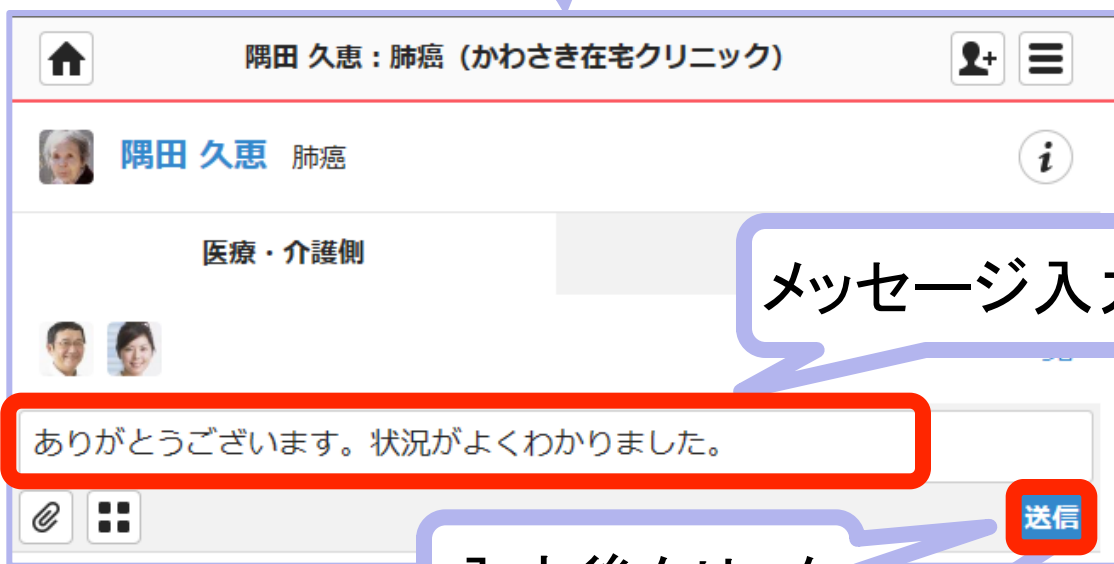 隅田 久恵：肺癌（かわさき在宅クリニック）
隅田 久恵 肺癌
医療・介護側
メッセージ入
ありがとうございます。状況がよくわかりました。
送信